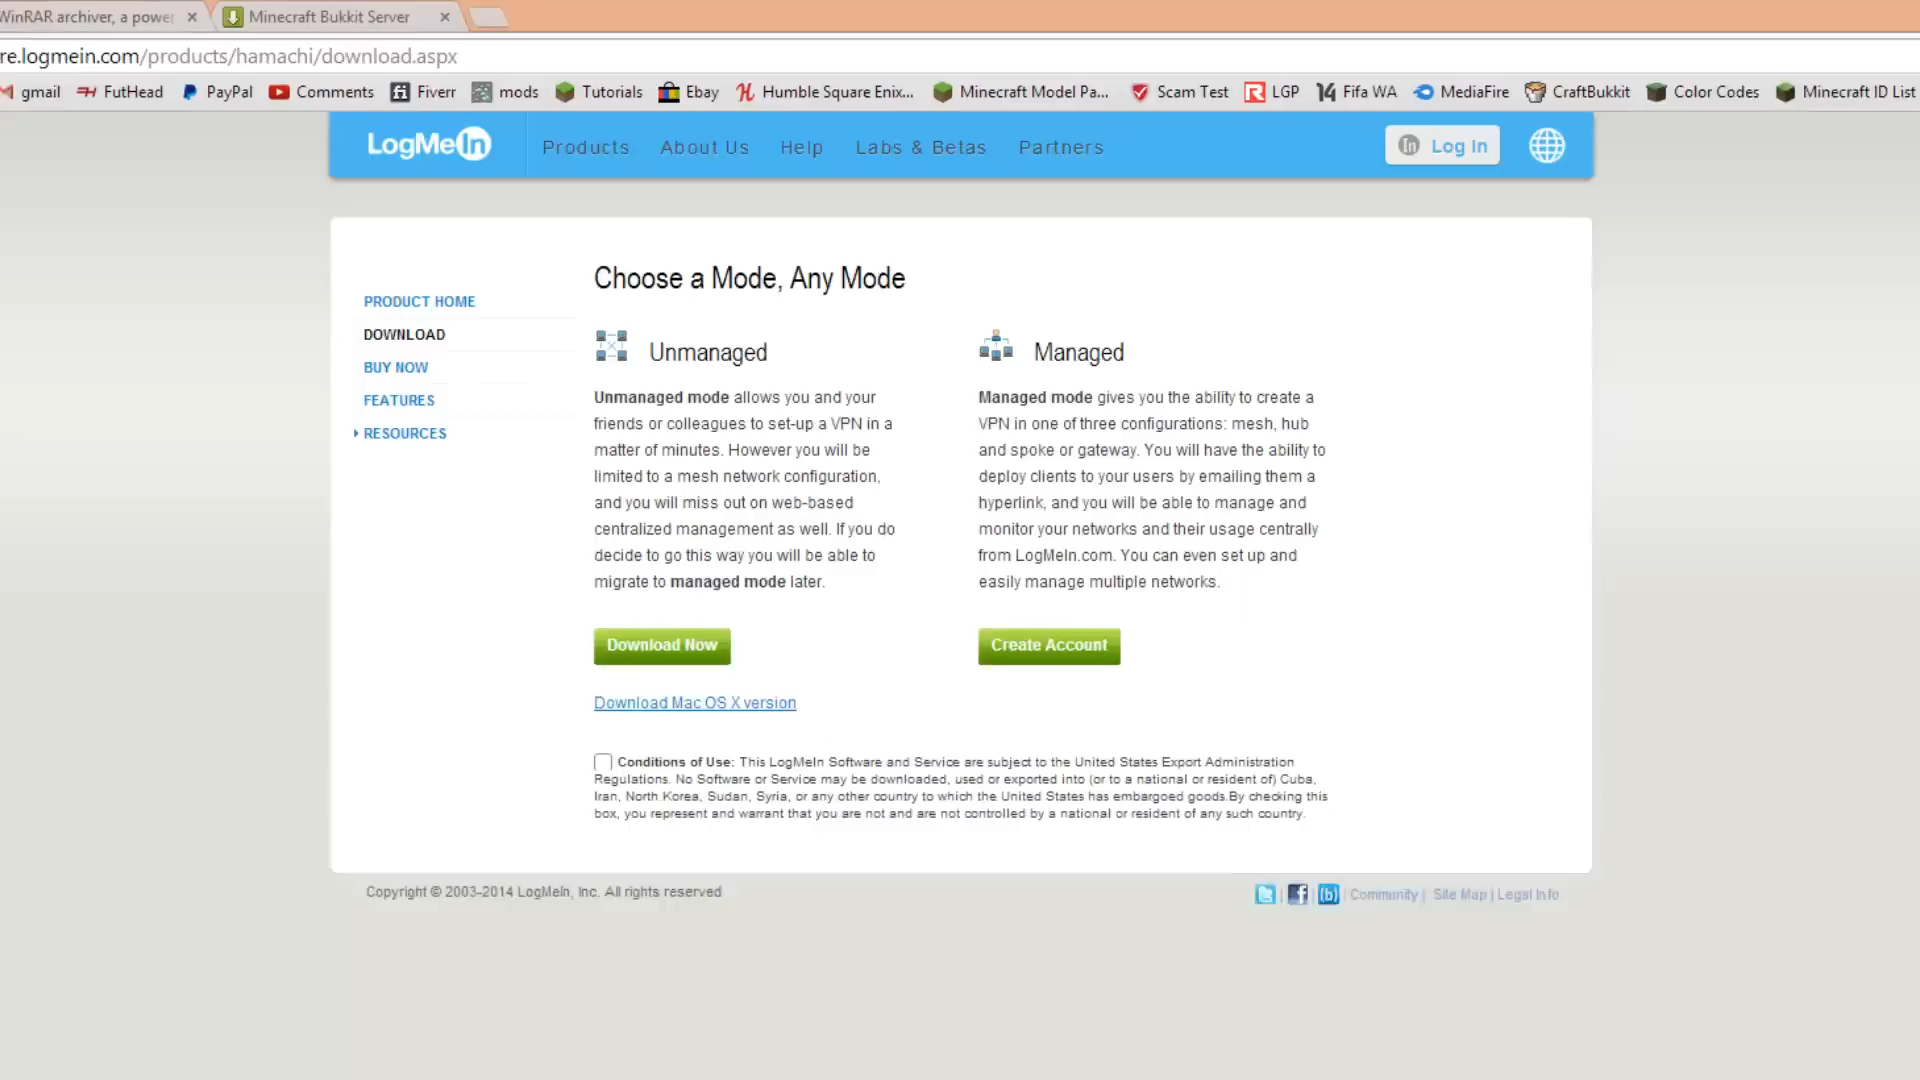 WinRAR archiver, a power
Minecraft Bukkit Server
re.logmein.com/products/hamachi/download.aspx
gmail FutHead PayPal Comments Fiverr mods Tutorials Ebay Humble Square Enix... Minecraft Model Pa... Scam Test LGP Fifa WA MediaFire CraftBukkit Color Codes Minecraft ID List
LogMeIn Products About Us Help Labs & Betas Partners Log In
Choose a Mode, Any Mode
PRODUCT HOME
DOWNLOAD
BUY NOW
FEATURES
RESOURCES
Unmanaged
Unmanaged mode allows you and your
friends or colleagues to set-up a VPN in a
matter of minutes. However you will be
limited to a mesh network configuration,
and you will miss out on web-based
centralized management as well. If you do
decide to go this way you will be able to
migrate to managed mode later.
Download Now
Download Mac OS X version
Managed
Managed mode gives you the ability to create a
VPN in one of three configurations: mesh, hub
and spoke or gateway. You will have the ability to
deploy clients to your users by emailing them a
hyperlink, and you will be able to manage and
monitor your networks and their usage centrally
from LogMeIn.com. You can even set up and
easily manage multiple networks.
Create Account
Conditions of Use: This LogMeIn Software and Service are subject to the United States Export Administration
Regulations. No Software or Service may be downloaded, used or exported into (or to a national or resident of) Cuba,
Iran, North Korea, Sudan, Syria, or any other country to which the United States has embargoed goods.By checking this
box, you represent and warrant that you are not and are not controlled by a national or resident of any such country.
Copyright © 2003-2014 LogMeIn, Inc. All rights reserved
| | | Community | Site Map | Legal Info